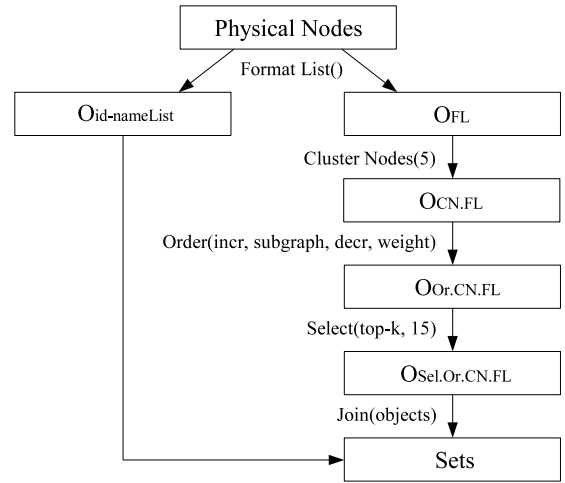 Physical Nodes
Format List()
Oid-nameList
OFL
Cluster Nodes(5)
OCN.FL
Order(incr, subgraph, decr, weight)
OOr.CN.FL
Select(top-k, 15)
OSel.Or.CN.FL
Join(objects)
Sets